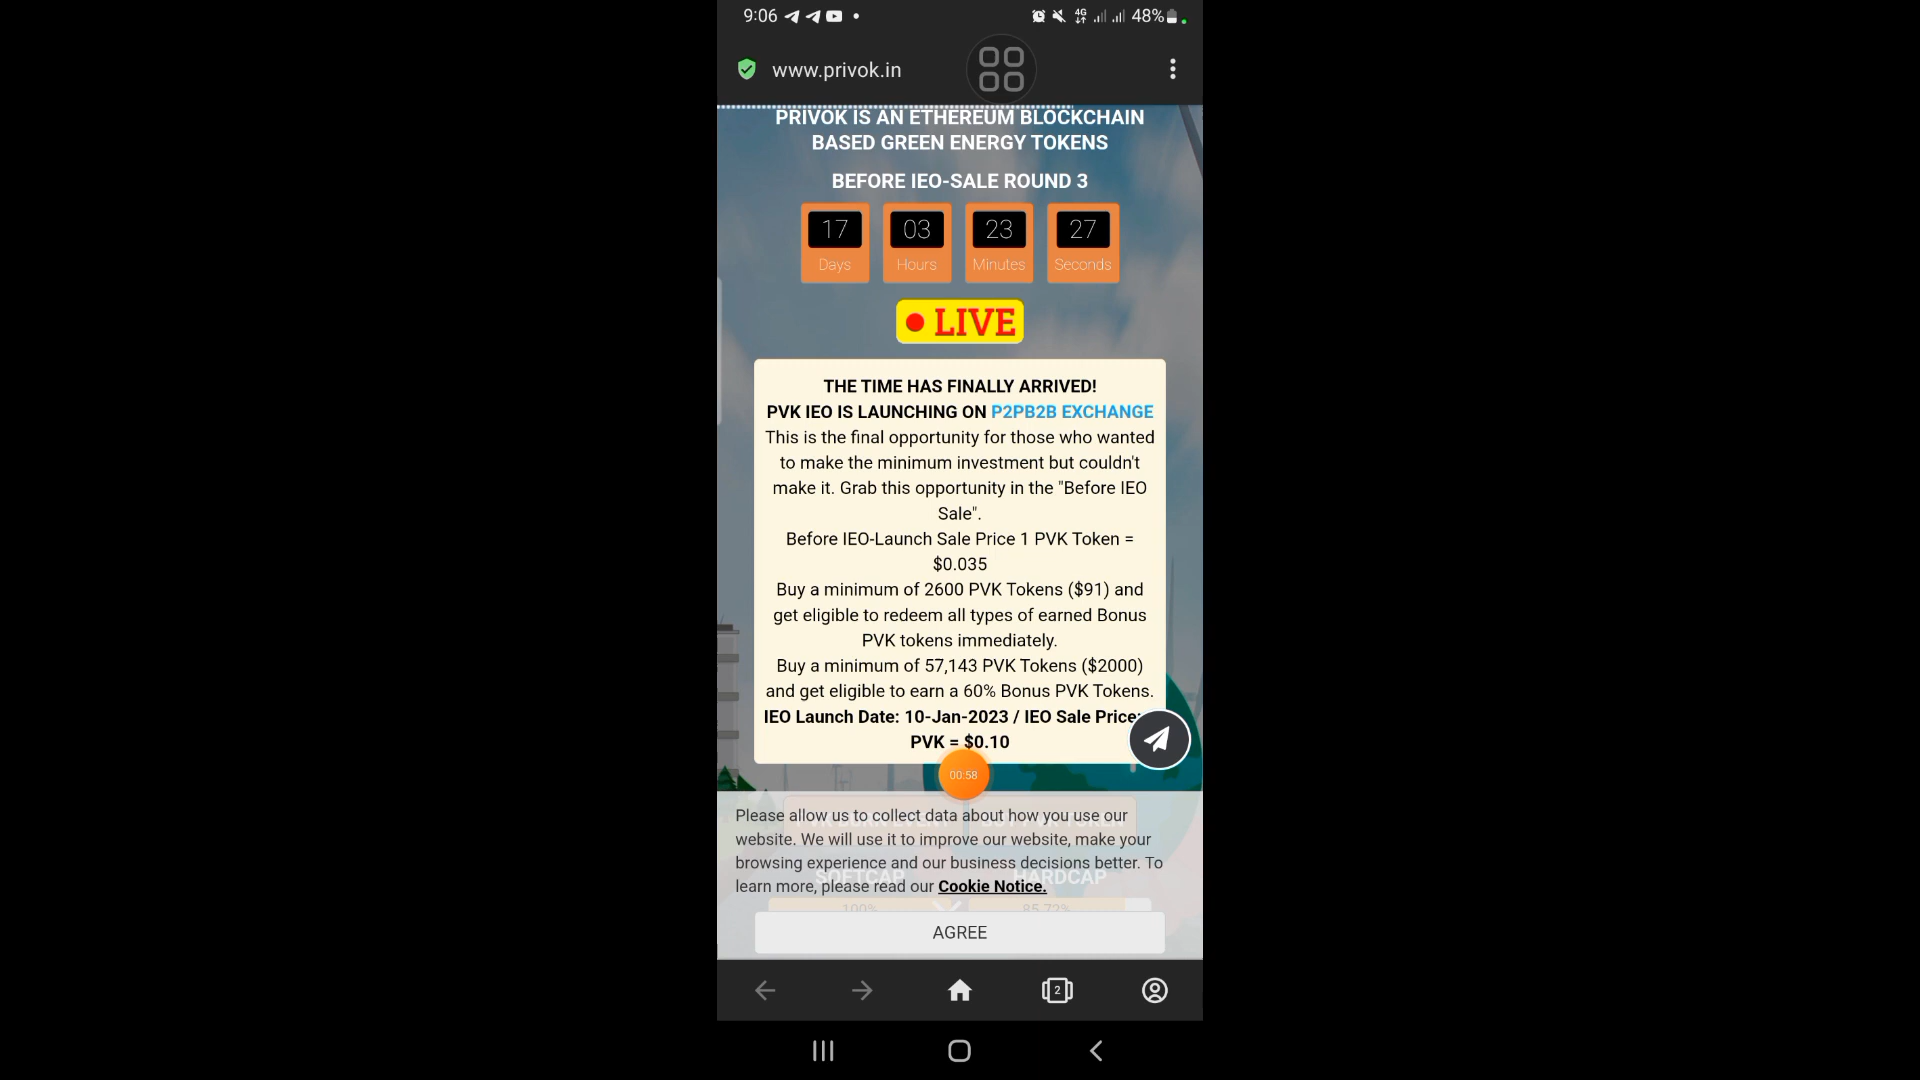 9:06
4G
48%
www.privok.in
PRIVOK IS AN ETHEREUM BLOCKCHAIN
BASED GREEN ENERGY TOKENS
BEFORE IEO-SALE ROUND 3
17 03 23 27
Days Hours Minutes Seconds
LIVE
THE TIME HAS FINALLY ARRIVED!
PVK IEO IS LAUNCHING ON P2PB2B EXCHANGE
This is the final opportunity for those who wanted
to make the minimum investment but couldn't
make it. Grab this opportunity in the "Before IEO
Sale".
Before IEO-Launch Sale Price 1 PVK Token =
$0.035
Buy a minimum of 2600 PVK Tokens ($91) and
get eligible to redeem all types of earned Bonus
PVK tokens immediately.
Buy a minimum of 57,143 PVK Tokens ($2000)
and get eligible to earn a 60% Bonus PVK Tokens.
IEO Launch Date: 10-Jan-2023 / IEO Sale Price:
PVK = $0.10
00:58
Please allow us to collect data about how you use our
website. We will use it to improve our website, make your
browsing experience and our business decisions better. To
learn more, please read our Cookie Notice.
SOFTCAP HARDCAP
100% 85.72%
AGREE
2